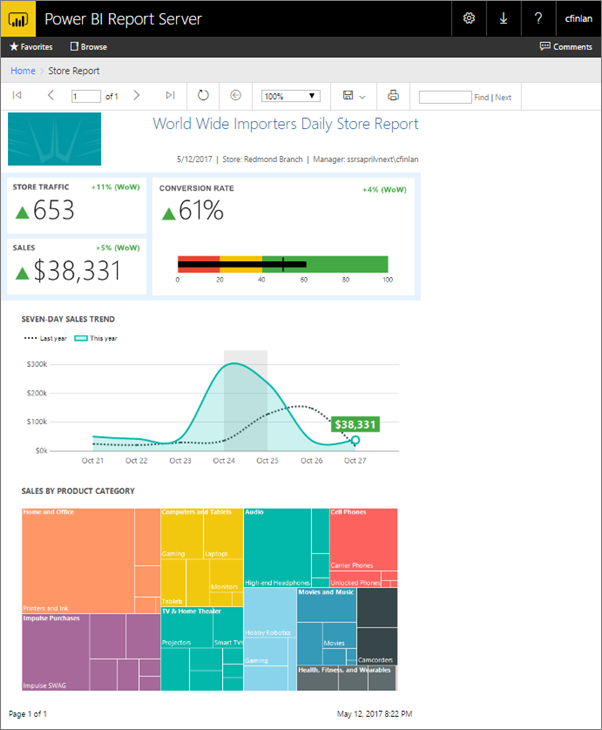 Power BI Report Server
?
cfinlan
Favorites Browse Comments
Home > Store Report
1 of 1 100% Find | Next
World Wide Importers Daily Store Report
5/12/2017 | Store: Redmond Branch | Manager: ssrsaprilvnext\cfinlan
STORE TRAFFIC +11% (WoW)
653
CONVERSION RATE +4% (WoW)
61%
SALES +5% (WoW)
$38,331
0 20 40 60 80 100
SEVEN-DAY SALES TREND
Last year This year
$300k
$200k
$100k
$0k
$38,331
Oct 21 Oct 22 Oct 23 Oct 24 Oct 25 Oct 26 Oct 27
SALES BY PRODUCT CATEGORY
Home and Office
Printers and Ink
Impulse Purchases
Impulse SWAG
Computers and Tablets
Gaming Laptops
Monitors
Tablets
TV & Home Theater
Projectors Smart TVs
Audio
High-end Headphones
Cell Phones
Carrier Phones
Unlocked Phones
Hobby Robotics
Gaming
Movies and Music
Movies
Camcorders
Health, Fitness, and Wearables
Page 1 of 1 May 12, 2017 8:22 PM